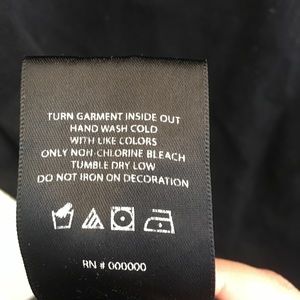 TURN GARMENT INSIDE OUT
HAND WASH COLD
WITH LIKE COLORS
ONLY NON-CHLORINE BLEACH
TUMBLE DRY LOW
DO NOT IRON ON DECORATION
RN # 000000